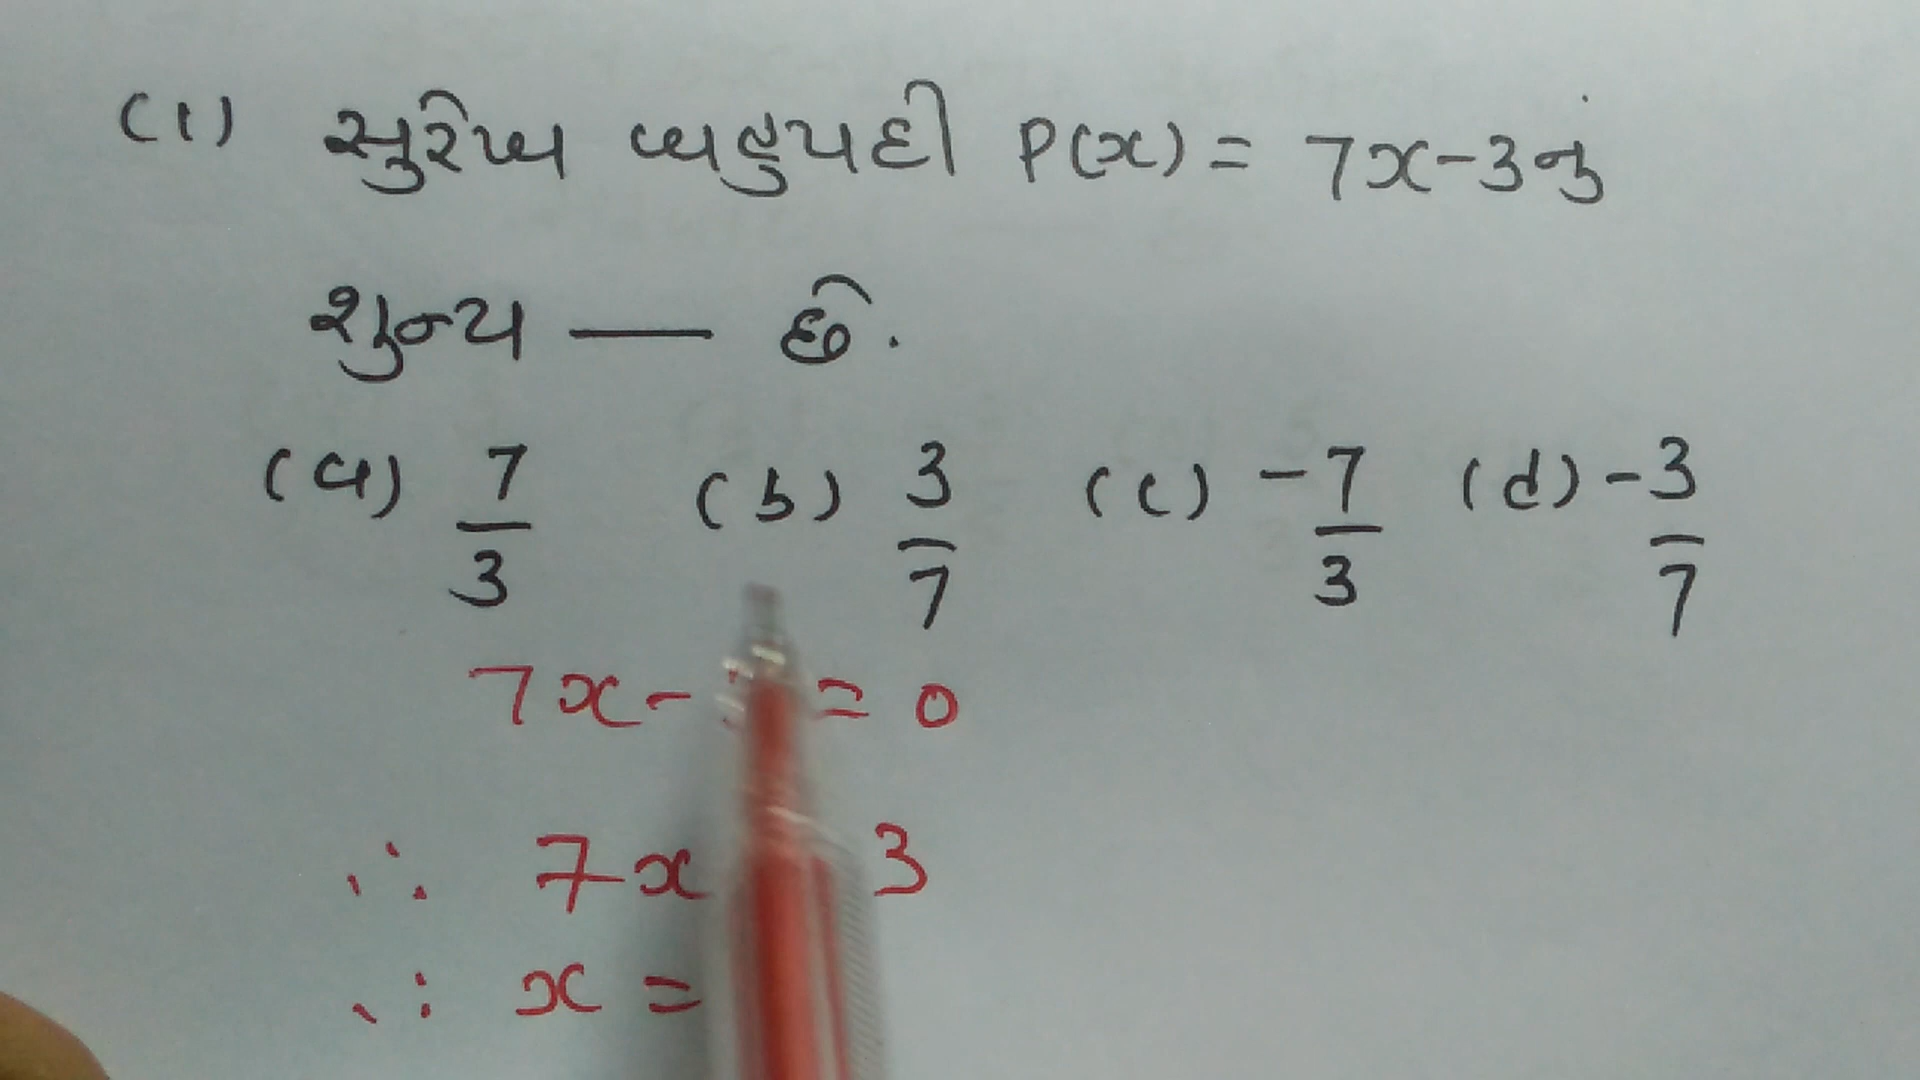 (1) સુરેખ બહુપદી P(x) = 7x-3નું
શુન્ય — છે.
(a) 7/3 (b) 3/7 (c) -7/3 (d) -3/7
7x- = 0
∴ 7x 3
∴ x =